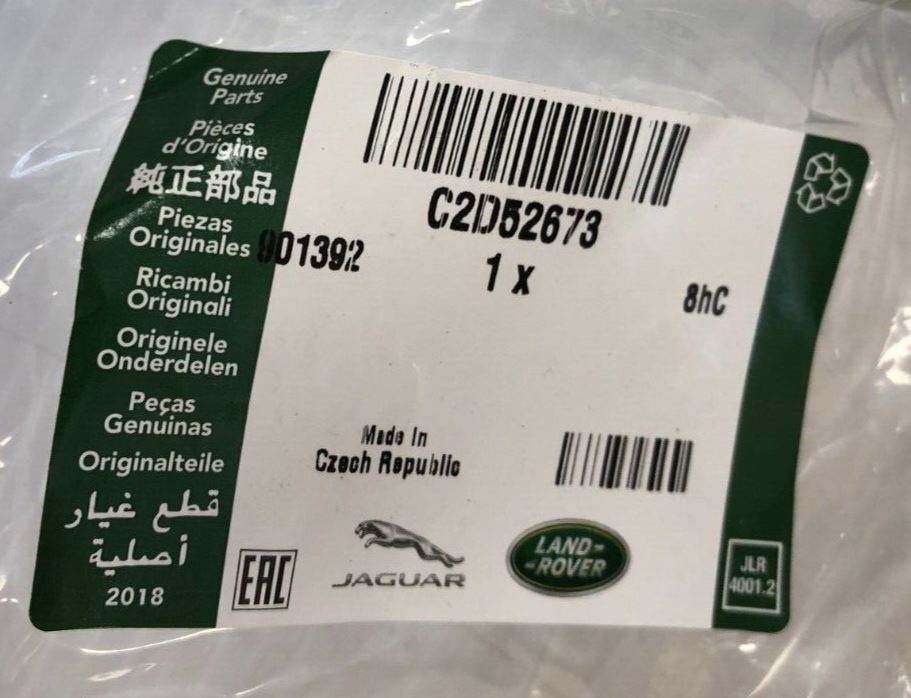 Genuine
Parts
Pièces
d'Origine
純正部品
Piezas
Originales
Ricambi
Originali
Originele
Onderdelen
Peças
Genuinas
Originalteile
قطع غيار
أصلية
2018
C2D52673
901392
1 x
8hC
Made In
Czech Republic
EAC
JAGUAR
LAND-
-ROVER
JLR
4001.2